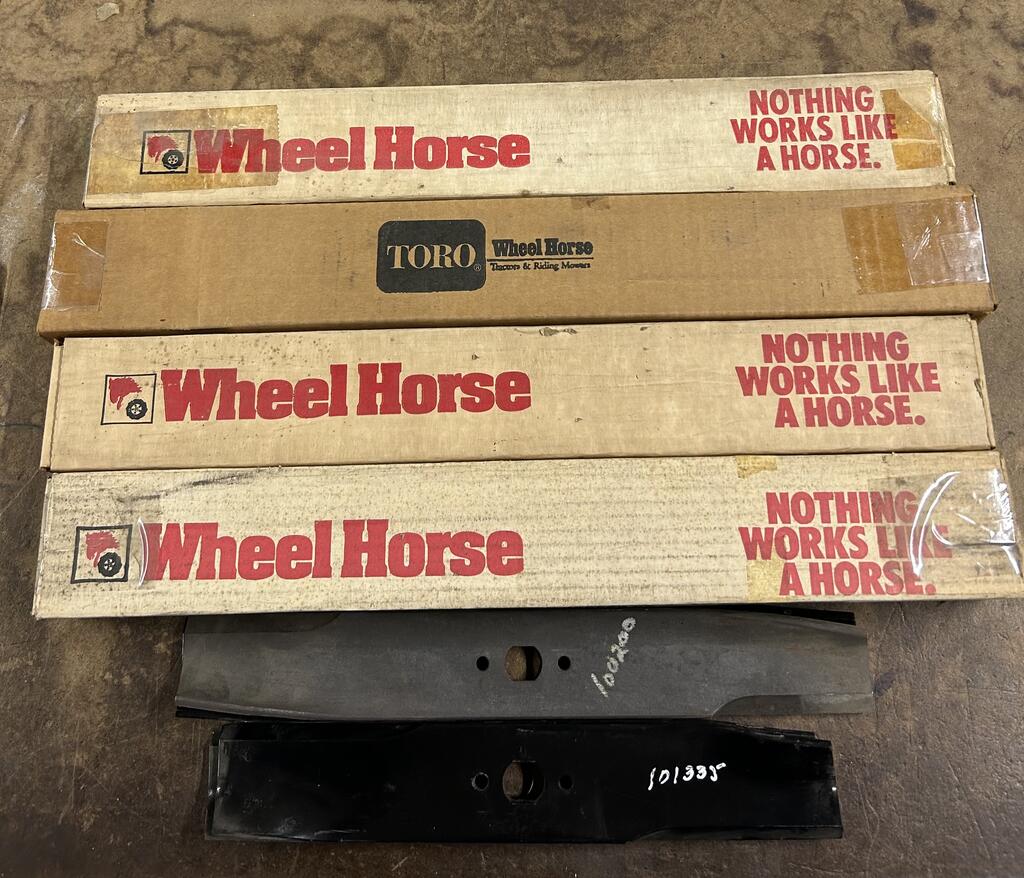 Wheel Horse
NOTHING
WORKS LIKE
A HORSE.
TORO®
Wheel Horse
Tractors & Riding Mowers
Wheel Horse
NOTHING
WORKS LIKE
A HORSE.
Wheel Horse
NOTHING
WORKS LIKE
A HORSE.
100200
101335